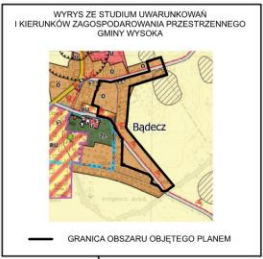 WYRYS ZE STUDIUM UWARUNKOWAŃ
I KIERUNKÓW ZAGOSPODAROWANIA PRZESTRZENNEGO
GMINY WYSOKA
Bądecz
GRANICA OBSZARU OBJĘTEGO PLANEM